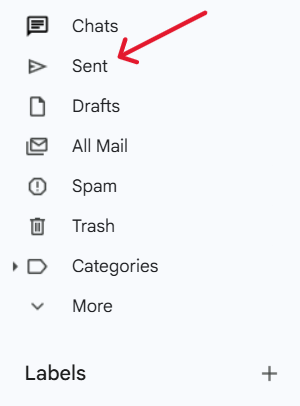 Chats
Sent
Drafts
All Mail
Spam
Trash
Categories
More
Labels